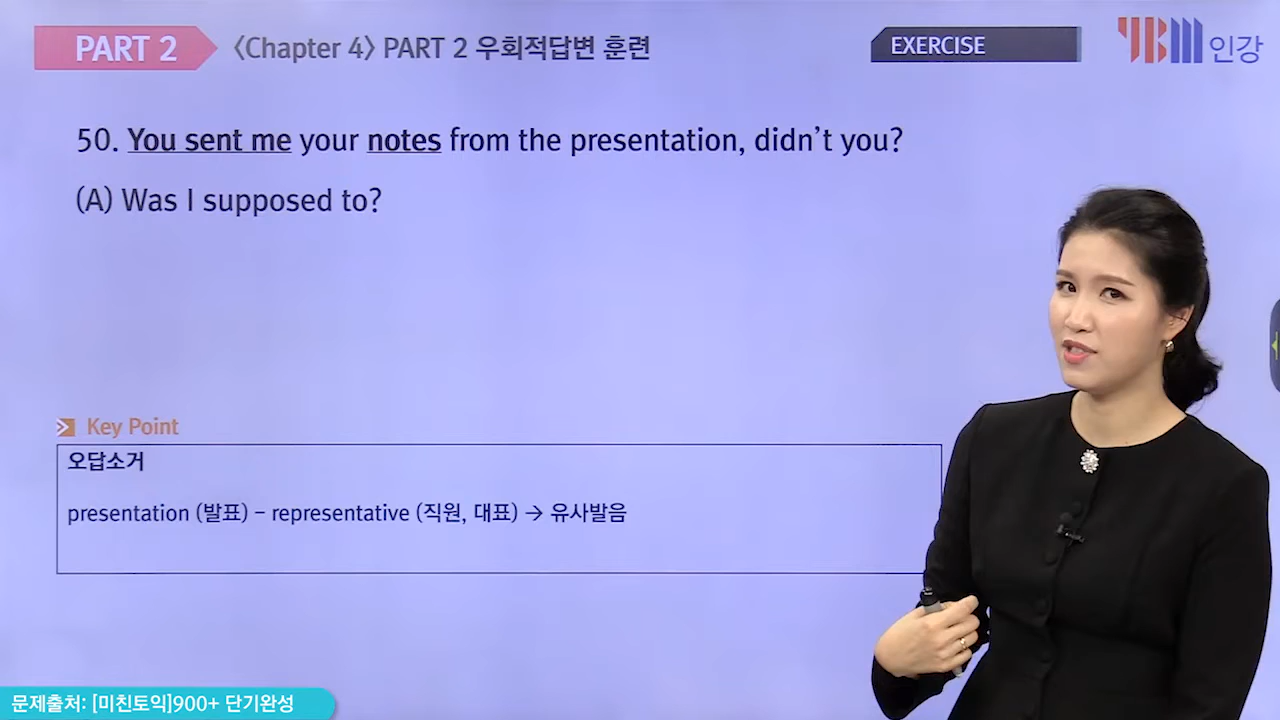 PART 2
〈Chapter 4〉 PART 2 우회적답변 훈련
EXERCISE
YBM 인강
50. You sent me your notes from the presentation, didn’t you?
(A) Was I supposed to?
Key Point
오답소거
presentation (발표) – representative (직원, 대표) → 유사발음
문제출처: [미친토익]900+ 단기완성